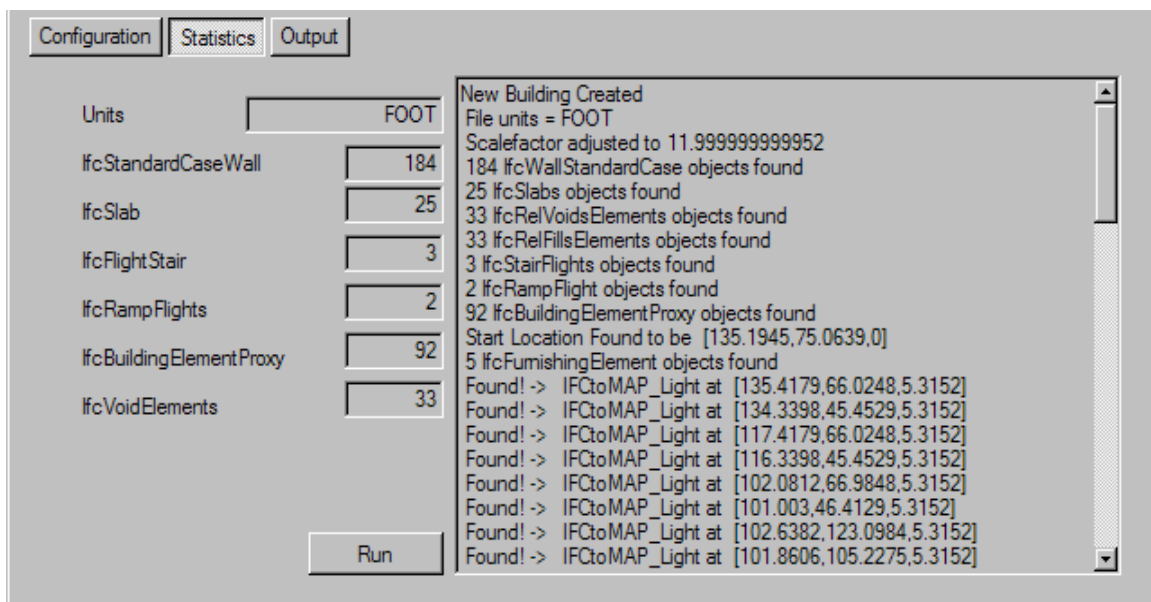 Configuration Statistics Output
Units FOOT
IfcStandardCaseWall 184
IfcSlab 25
IfcFlightStair 3
IfcRampFlights 2
IfcBuildingElementProxy 92
IfcVoidElements 33
Run
New Building Created
File units = FOOT
Scalefactor adjusted to 11.999999999952
184 IfcWallStandardCase objects found
25 IfcSlabs objects found
33 IfcRelVoidsElements objects found
33 IfcRelFillsElements objects found
3 IfcStairFlights objects found
2 IfcRampFlight objects found
92 IfcBuildingElementProxy objects found
Start Location Found to be [135.1945,75.0639,0]
5 IfcFurnishingElement objects found
Found! -> IFCtoMAP_Light at [135.4179,66.0248,5.3152]
Found! -> IFCtoMAP_Light at [134.3398,45.4529,5.3152]
Found! -> IFCtoMAP_Light at [117.4179,66.0248,5.3152]
Found! -> IFCtoMAP_Light at [116.3398,45.4529,5.3152]
Found! -> IFCtoMAP_Light at [102.0812,66.9848,5.3152]
Found! -> IFCtoMAP_Light at [101.003,46.4129,5.3152]
Found! -> IFCtoMAP_Light at [102.6382,123.0984,5.3152]
Found! -> IFCtoMAP_Light at [101.8606,105.2275,5.3152]